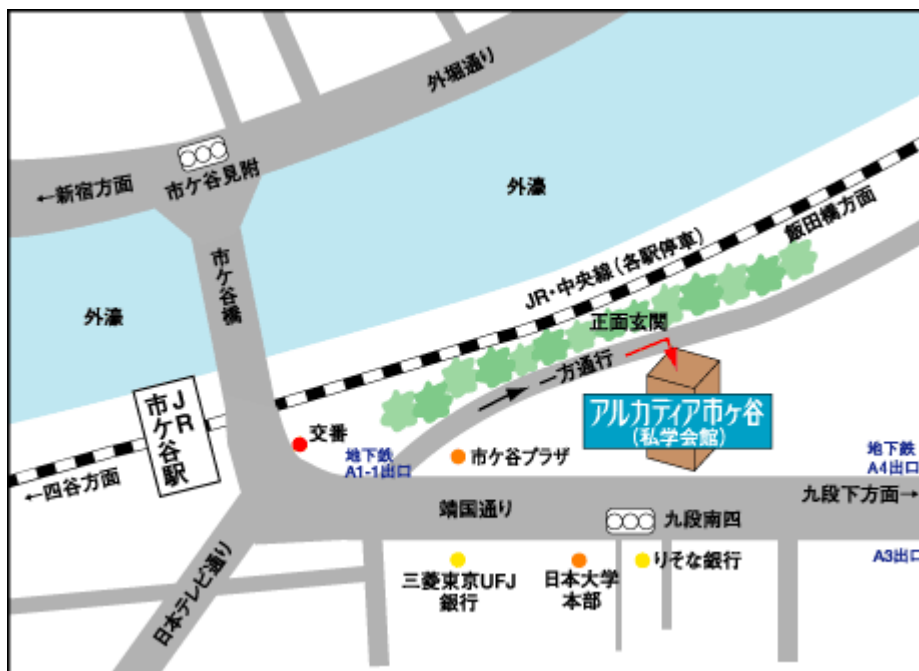 外堀通り
←新宿方面
市ケ谷見附
外濠
飯田橋方面
市ケ谷橋
JR・中央線（各駅停車）
外濠
正面玄関
一方通行
アルカディア市ヶ谷
（私学会館）
JR
市ケ谷駅
交番
地下鉄
A1-1出口
市ケ谷プラザ
地下鉄
A4出口
←四谷方面
九段下方面→
靖国通り
九段南四
日本テレビ通り
三菱東京UFJ
銀行
日本大学
本部
りそな銀行
A3出口